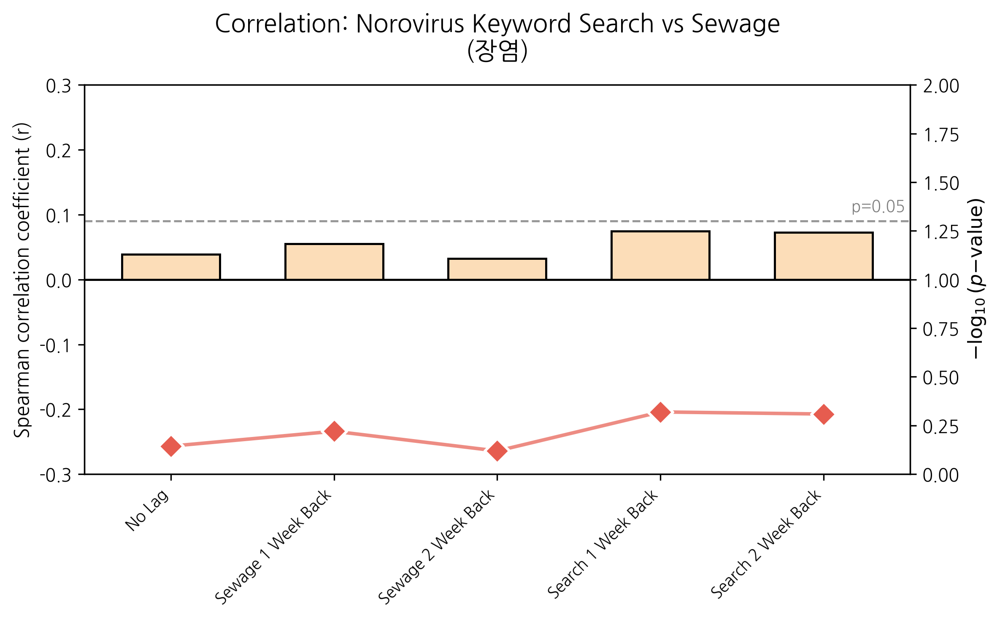 Correlation: Norovirus Keyword Search vs Sewage
(장염)
Spearman correlation coefficient (r)
0.3
0.2
0.1
0.0
-0.1
-0.2
-0.3
2.00
1.75
1.50
1.25
1.00
0.75
0.50
0.25
0.00
−log₁₀(p−value)
p=0.05
No Lag
Sewage 1 Week Back
Sewage 2 Week Back
Search 1 Week Back
Search 2 Week Back